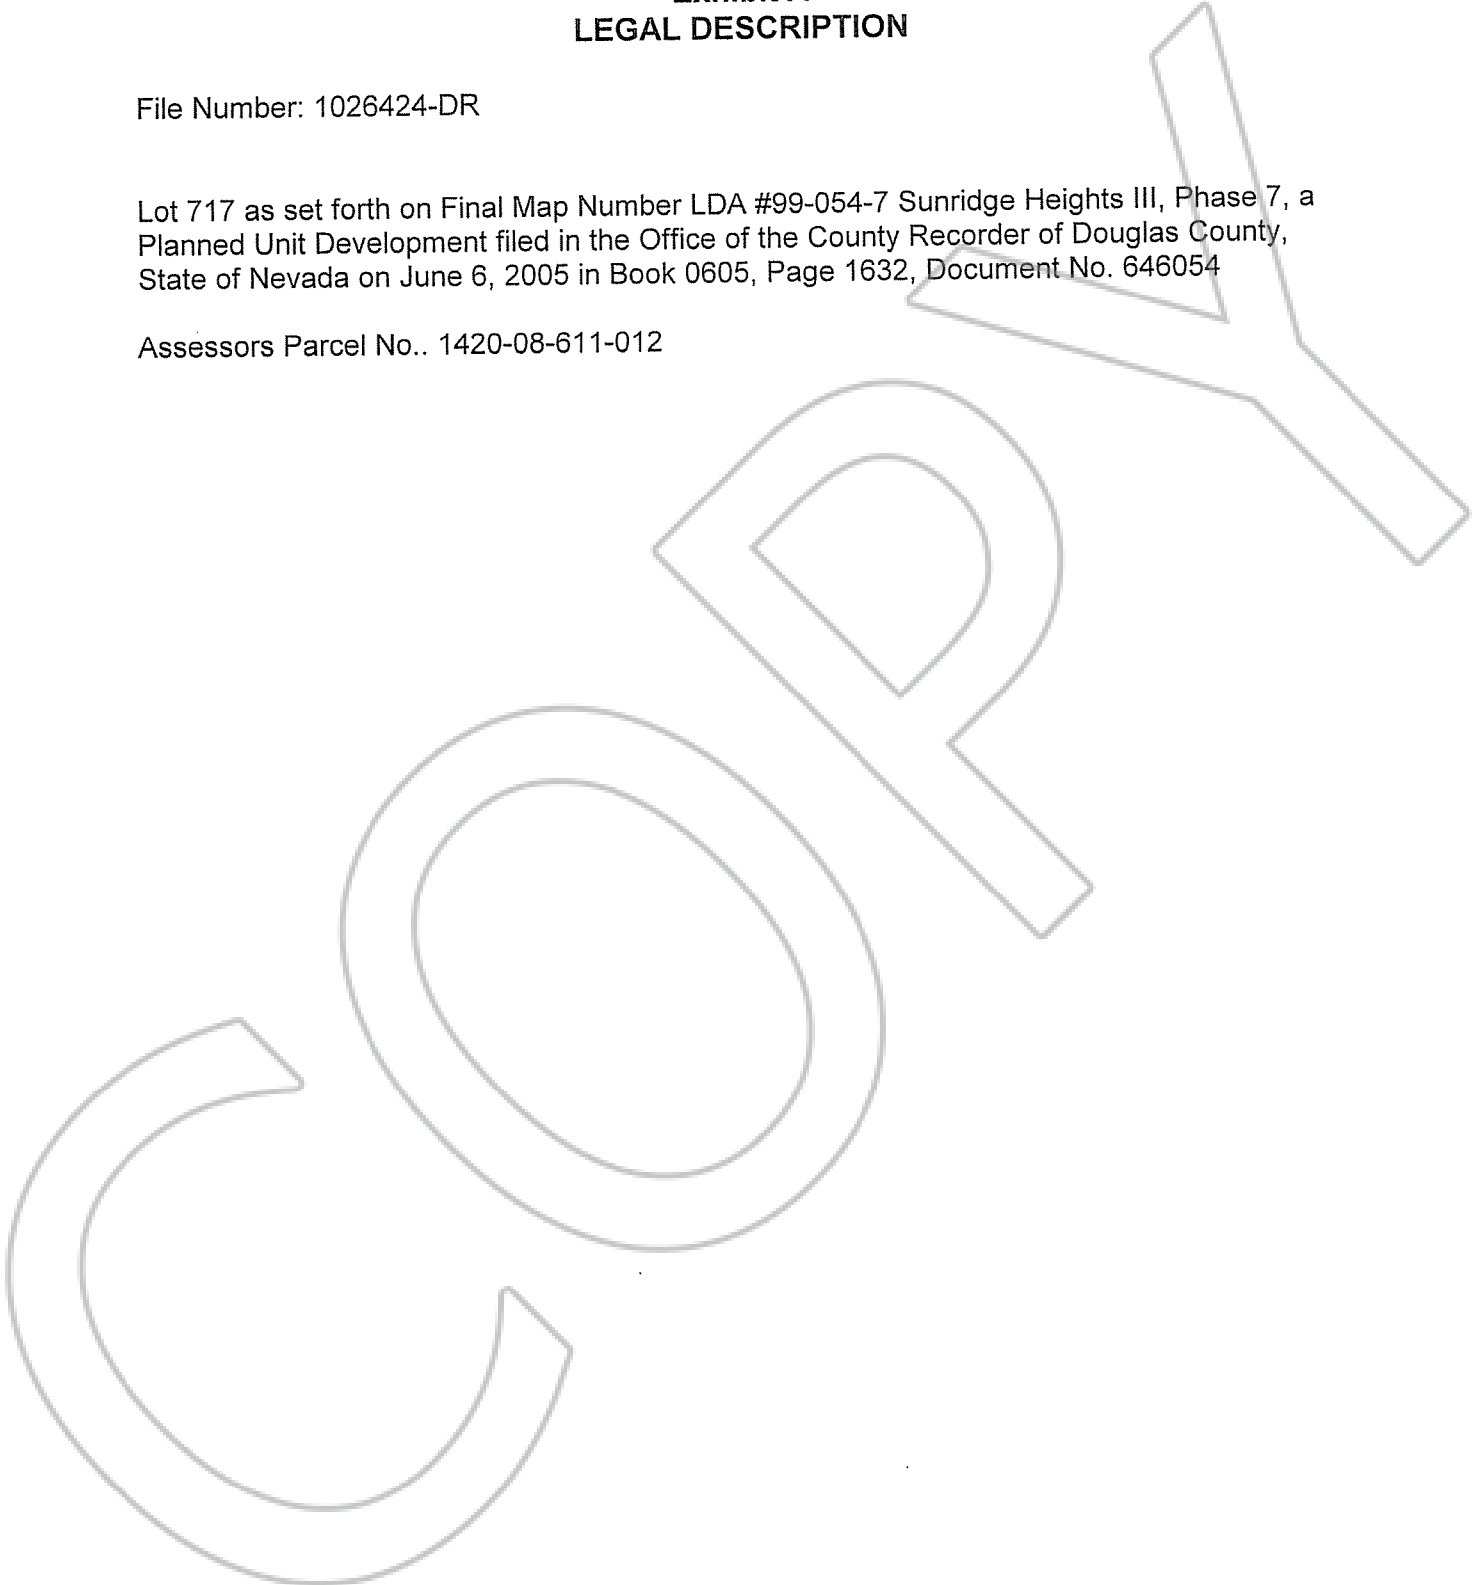 LEGAL DESCRIPTION
File Number: 1026424-DR
Lot 717 as set forth on Final Map Number LDA #99-054-7 Sunridge Heights III, Phase 7, a
Planned Unit Development filed in the Office of the County Recorder of Douglas County,
State of Nevada on June 6, 2005 in Book 0605, Page 1632, Document No. 646054
Assessors Parcel No.. 1420-08-611-012
COPY